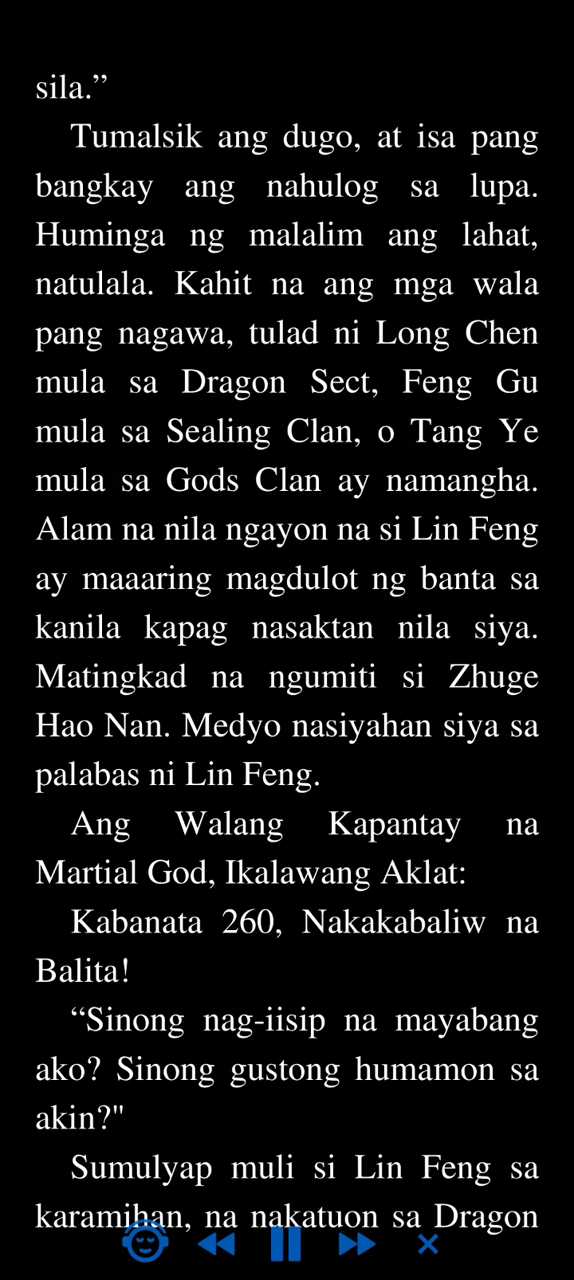 sila.”
Tumalsik ang dugo, at isa pang
bangkay ang nahulog sa lupa.
Huminga ng malalim ang lahat,
natulala. Kahit na ang mga wala
pang nagawa, tulad ni Long Chen
mula sa Dragon Sect, Feng Gu
mula sa Sealing Clan, o Tang Ye
mula sa Gods Clan ay namangha.
Alam na nila ngayon na si Lin Feng
ay maaaring magdulot ng banta sa
kanila kapag nasaktan nila siya.
Matingkad na ngumiti si Zhuge
Hao Nan. Medyo nasiyahan siya sa
palabas ni Lin Feng.
Ang Walang Kapantay na
Martial God, Ikalawang Aklat:
Kabanata 260, Nakakabaliw na
Balita!
“Sinong nag-iisip na mayabang
ako? Sinong gustong humamon sa
akin?"
Sumulyap muli si Lin Feng sa
karamihan, na nakatuon sa Dragon